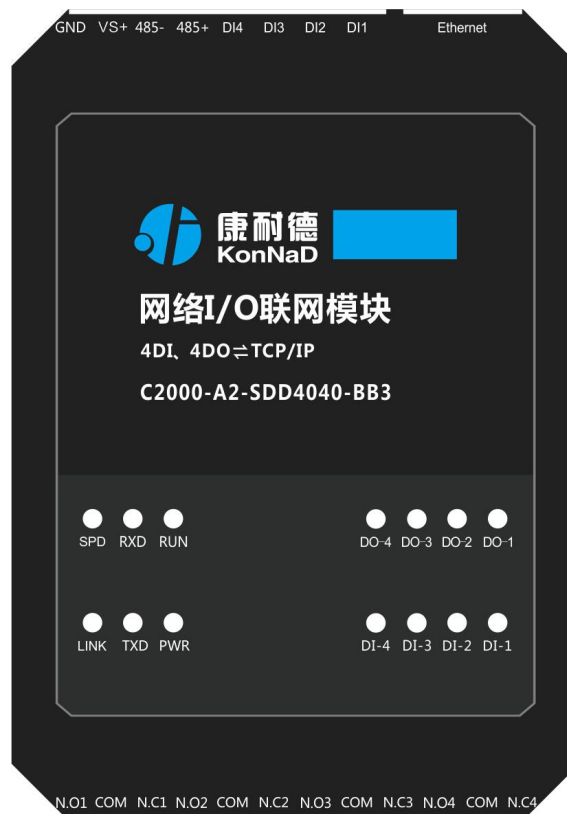 GND VS+ 485- 485+ DI4 DI3 DI2 DI1 Ethernet
康耐德
KonNaD
网络I/O联网模块
4DI、4DO⇌TCP/IP
C2000-A2-SDD4040-BB3
SPD RXD RUN DO-4 DO-3 DO-2 DO-1
LINK TXD PWR DI-4 DI-3 DI-2 DI-1
N.O1 COM N.C1 N.O2 COM N.C2 N.O3 COM N.C3 N.O4 COM N.C4